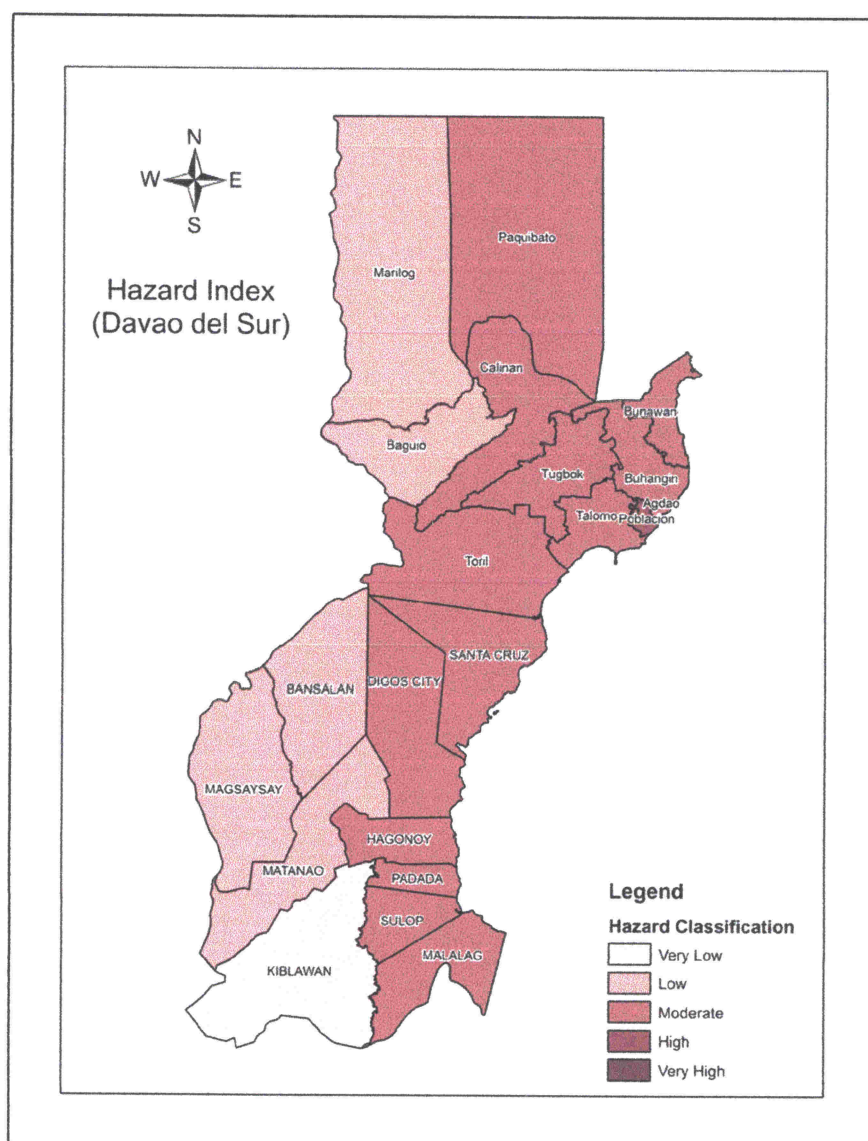 N
W E
S
Hazard Index
(Davao del Sur)
Marilog
Paquibato
Calinan
Bunawan
Baguio
Tugbok
Buhangin
Agdao
Talomo
Poblacion
Toril
SANTA CRUZ
BANSALAN
DIGOS CITY
MAGSAYSAY
HAGONOY
MATANAO
PADADA
SULOP
MALALAG
KIBLAWAN
Legend
Hazard Classification
Very Low
Low
Moderate
High
Very High